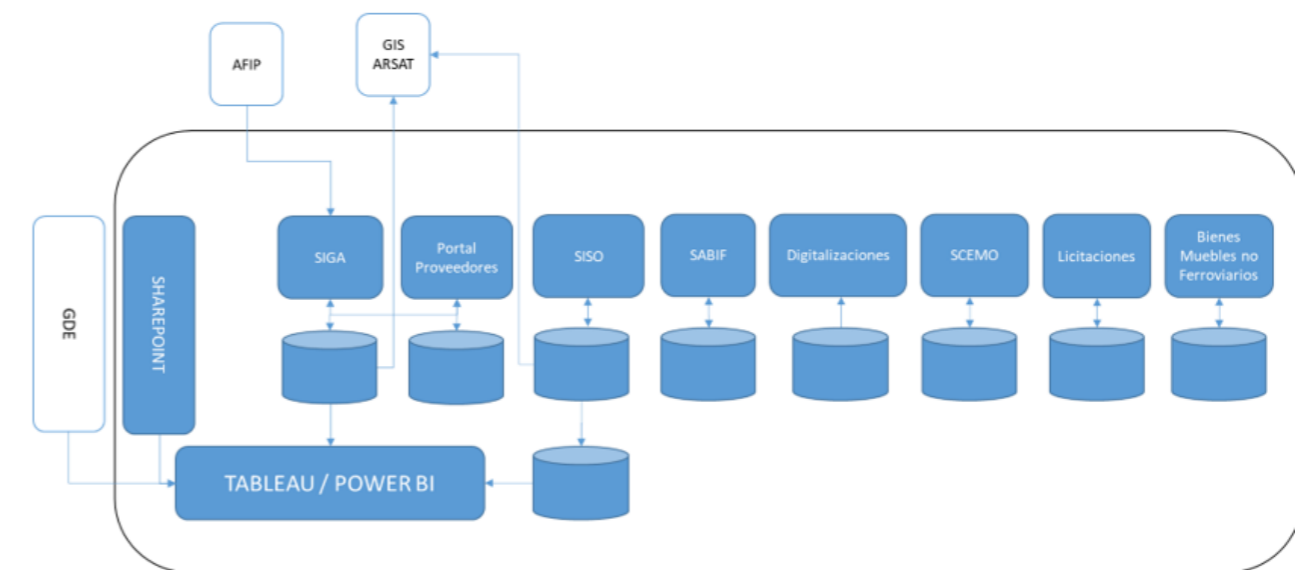 AFIP
GIS
ARSAT
GDE
SHAREPOINT
SIGA
Portal
Proveedores
SISO
SABIF
Digitalizaciones
SCEMO
Licitaciones
Bienes
Muebles no
Ferroviarios
TABLEAU / POWER BI